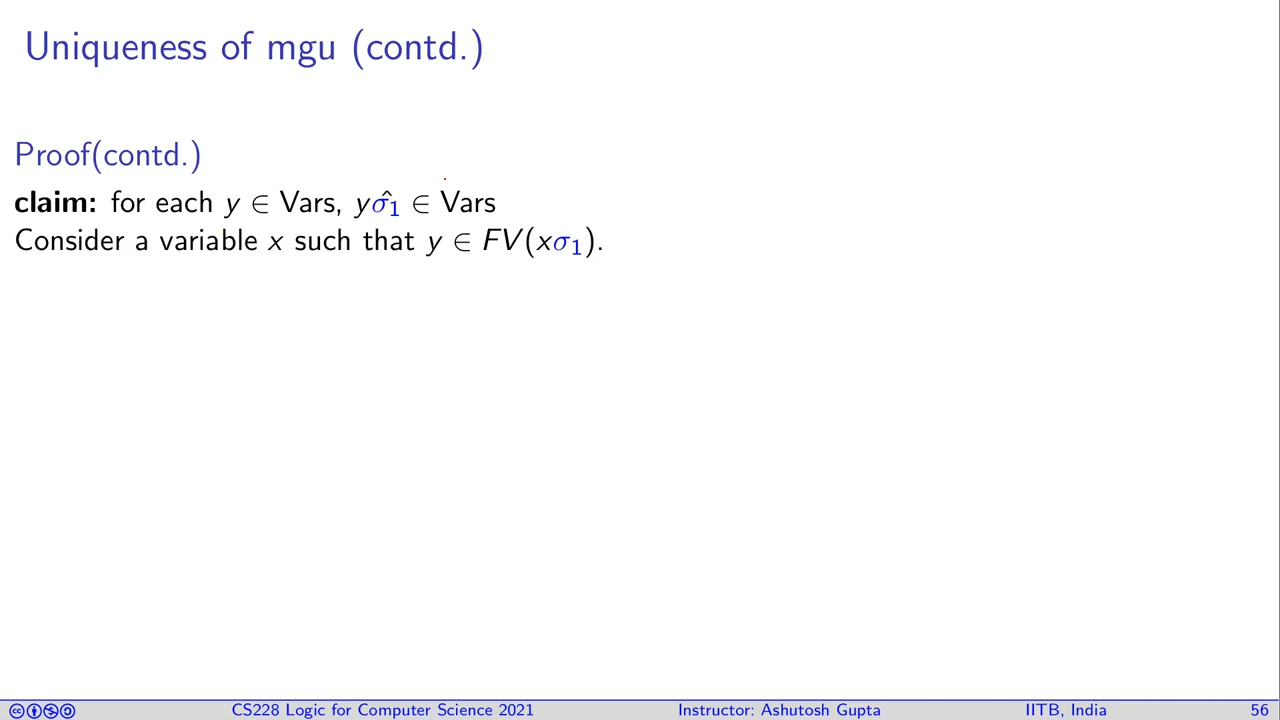 Uniqueness of mgu (contd.)
Proof(contd.)
claim: for each y ∈ Vars, yσ̂₁ ∈ Vars
Consider a variable x such that y ∈ FV(xσ₁).
CS228 Logic for Computer Science 2021 Instructor: Ashutosh Gupta IITB, India 56